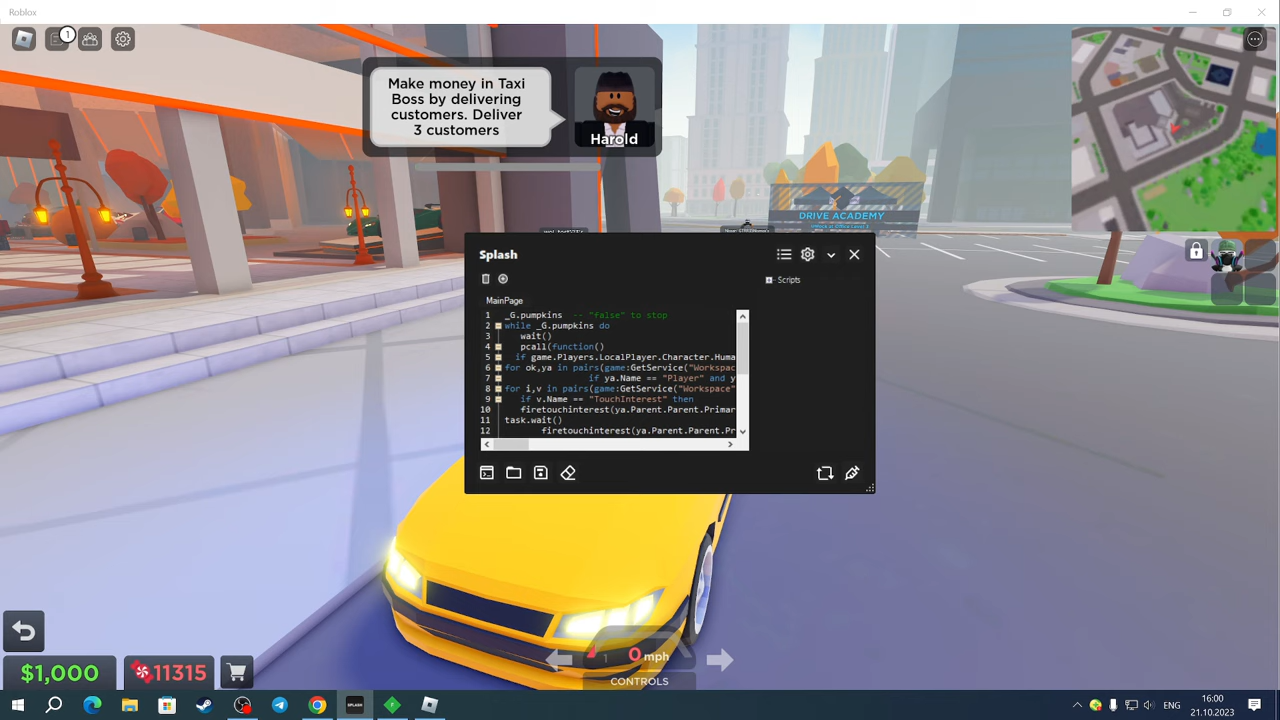 Roblox
1
Make money in Taxi
Boss by delivering
customers. Deliver
3 customers
Harold
DRIVE ACADEMY
Splash
Scripts
MainPage
1 _G.pumpkins -- "false" to stop
2 while _G.pumpkins do
3 wait()
4 pcall(function()
5 if game.Players.LocalPlayer.Character.Huma
6 for ok,ya in pairs(game:GetService("Workspac
7 if ya.Name == "Player" and y
8 for i,v in pairs(game:GetService("Workspace"
9 if v.Name == "TouchInterest" then
10 firetouchinterest(ya.Parent.Parent.Primar
11 task.wait()
12 firetouchinterest(ya.Parent.Parent.Pr
1 0 mph
CONTROLS
$1,000
11315
SPLASH
ENG
16:00
21.10.2023